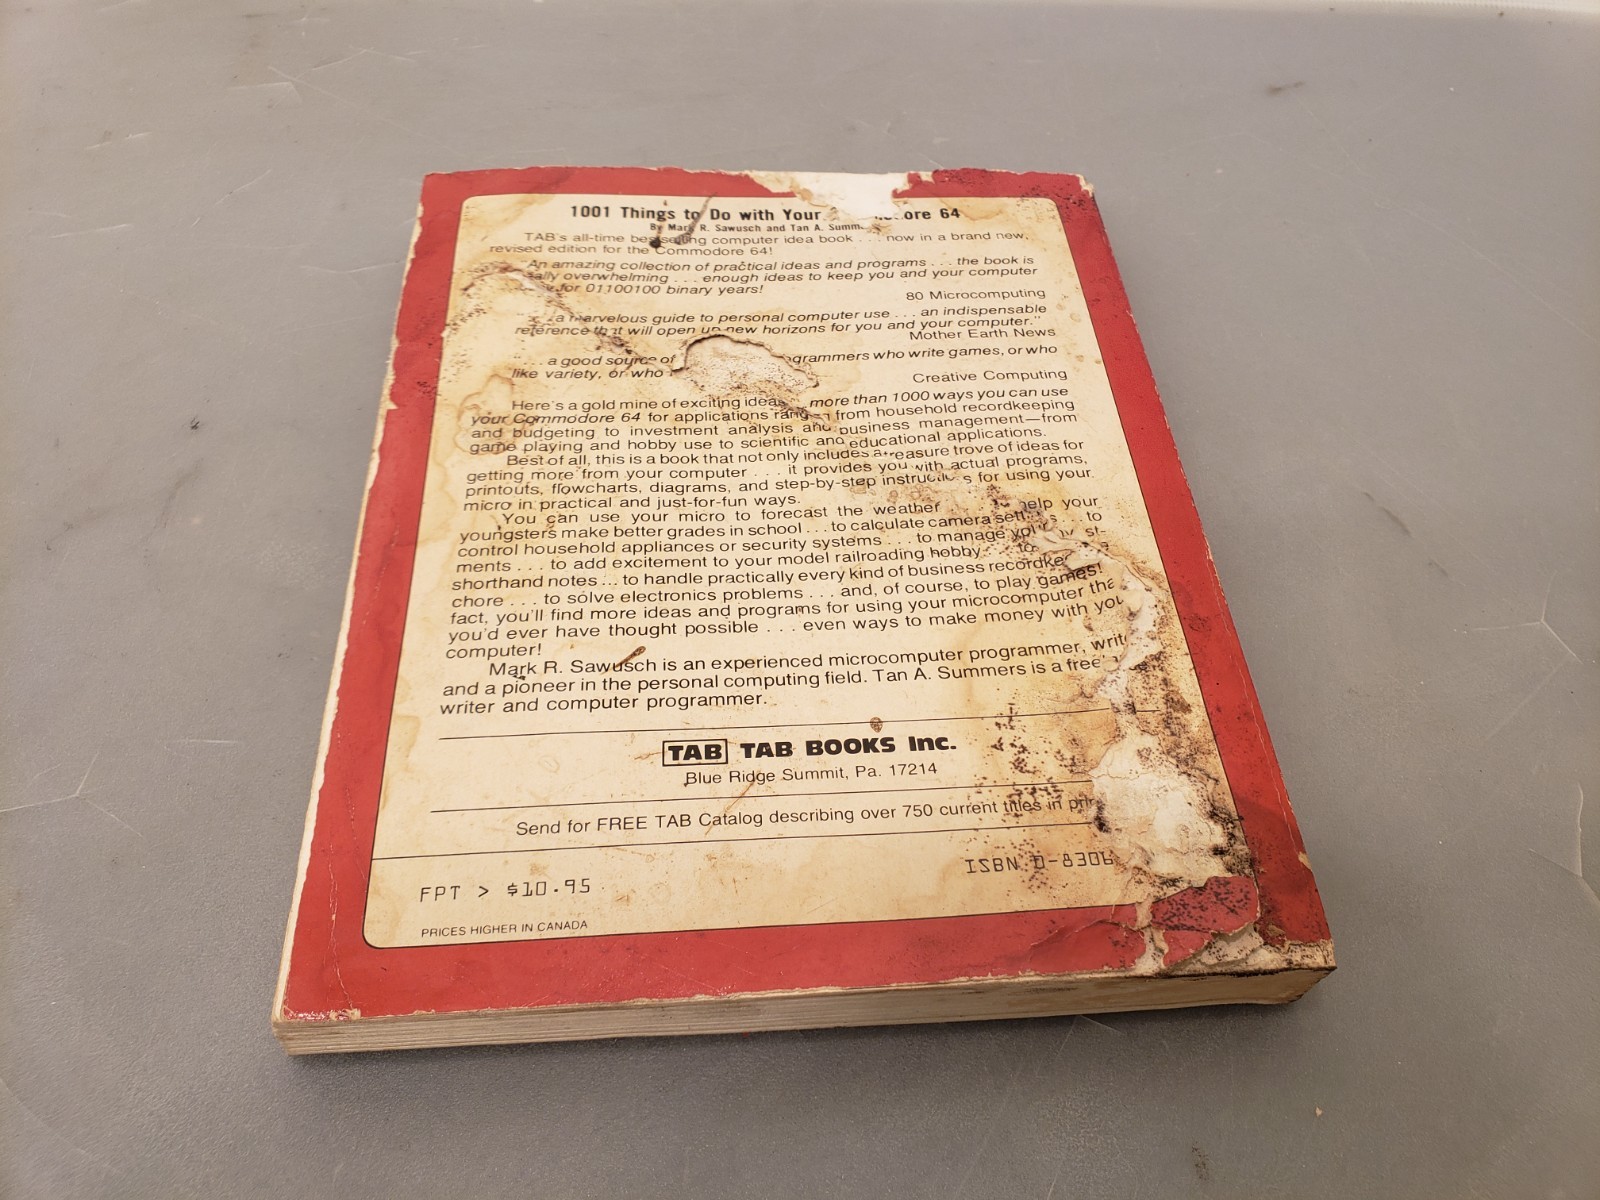 1001 Things to Do with Your ore 64
By Mark R. Sawusch and Tan A. Summ
TAB's all-time best-selling computer idea book . . . now in a brand new,
revised edition for the Commodore 64!
An amazing collection of practical ideas and programs . . . the book is
overwhelming . . . enough ideas to keep you and your computer
for 01100100 binary years!
80 Microcomputing
a marvelous guide to personal computer use . . . an indispensable
reference that will open up new horizons for you and your computer."
Mother Earth News
" . . . a good source of grammers who write games, or who
like variety, or who
Creative Computing
Here's a gold mine of exciting ideas more than 1000 ways you can use
your Commodore 64 for applications from household recordkeeping
and budgeting to investment analysis and business management—from
game playing and hobby use to scientific and educational applications.
Best of all, this is a book that not only includes a treasure trove of ideas for
getting more from your computer . . . it provides you with actual programs,
printouts, flowcharts, diagrams, and step-by-step instructions for using your
micro in practical and just-for-fun ways.
You can use your micro to forecast the weather help your
youngsters make better grades in school . . . to calculate camera . . . to
control household appliances or security systems . . . to manage
ments . . . to add excitement to your model railroading hobby
shorthand notes ... to handle practically every kind of business recordke
chore . . . to solve electronics problems . . . and, of course, to play games!
fact, you'll find more ideas and programs for using your microcomputer tha
you'd ever have thought possible . . . even ways to make money with you
computer!
Mark R. Sawusch is an experienced microcomputer programmer, write
and a pioneer in the personal computing field. Tan A. Summers is a free
writer and computer programmer.
TAB TAB BOOKS Inc.
Blue Ridge Summit, Pa. 17214
Send for FREE TAB Catalog describing over 750 current titles in prin
ISBN 0-8306
FPT > $10.95
PRICES HIGHER IN CANADA